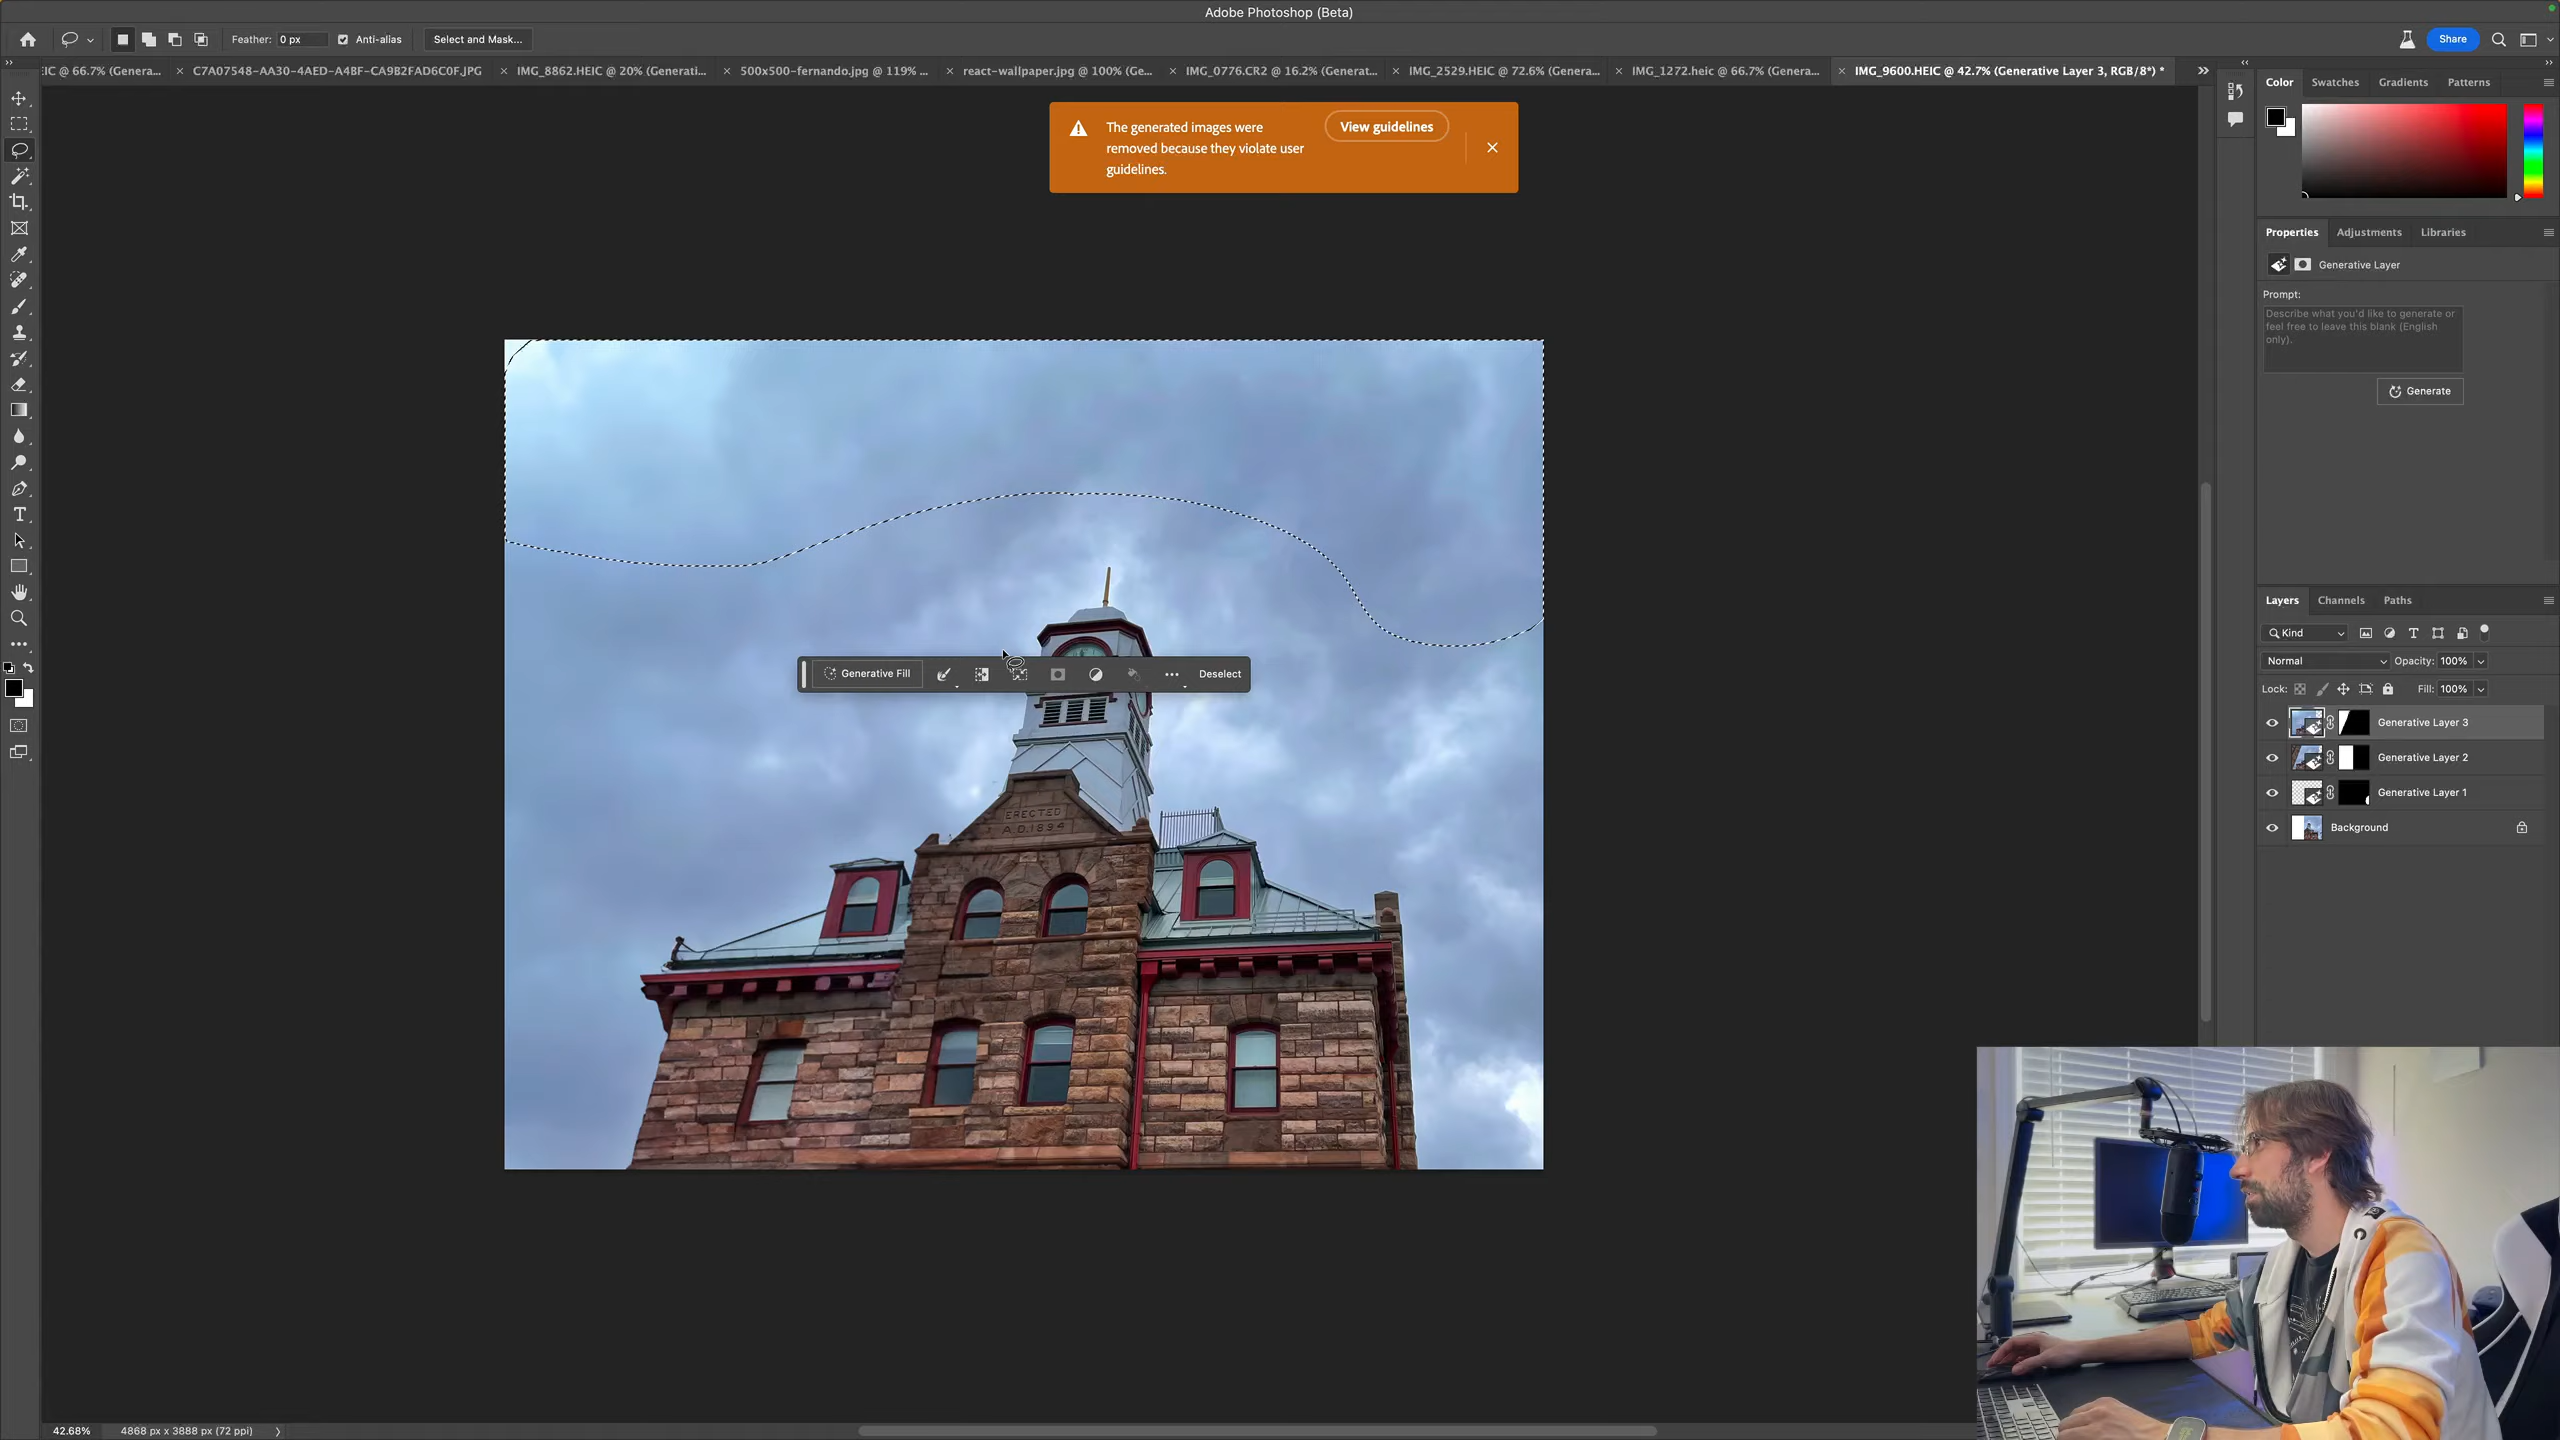 Adobe Photoshop (Beta)
Feather: 0 px Anti-alias Select and Mask... Share
EIC @ 66.7% (Genera... C7A07548-AA30-4AED-A4BF-CA9B2FAD6C0F.JPG IMG_8862.HEIC @ 20% (Generati... 500x500-fernando.jpg @ 119% ... react-wallpaper.jpg @ 100% (Ge... IMG_0776.CR2 @ 16.2% (Generat... IMG_2529.HEIC @ 72.6% (Genera... IMG_1272.heic @ 66.7% (Genera... IMG_9600.HEIC @ 42.7% (Generative Layer 3, RGB/8*) *
Color Swatches Gradients Patterns
The generated images were
removed because they violate user
guidelines.
View guidelines
Properties Adjustments Libraries
Generative Layer
Prompt:
Describe what you'd like to generate or
feel free to leave this blank (English
only).
Generate
Generative Fill Deselect
ERECTED
A.D.1894
Layers Channels Paths
Kind
Normal Opacity: 100%
Lock: Fill: 100%
Generative Layer 3
Generative Layer 2
Generative Layer 1
Background
42.68% 4868 px x 3888 px (72 ppi)